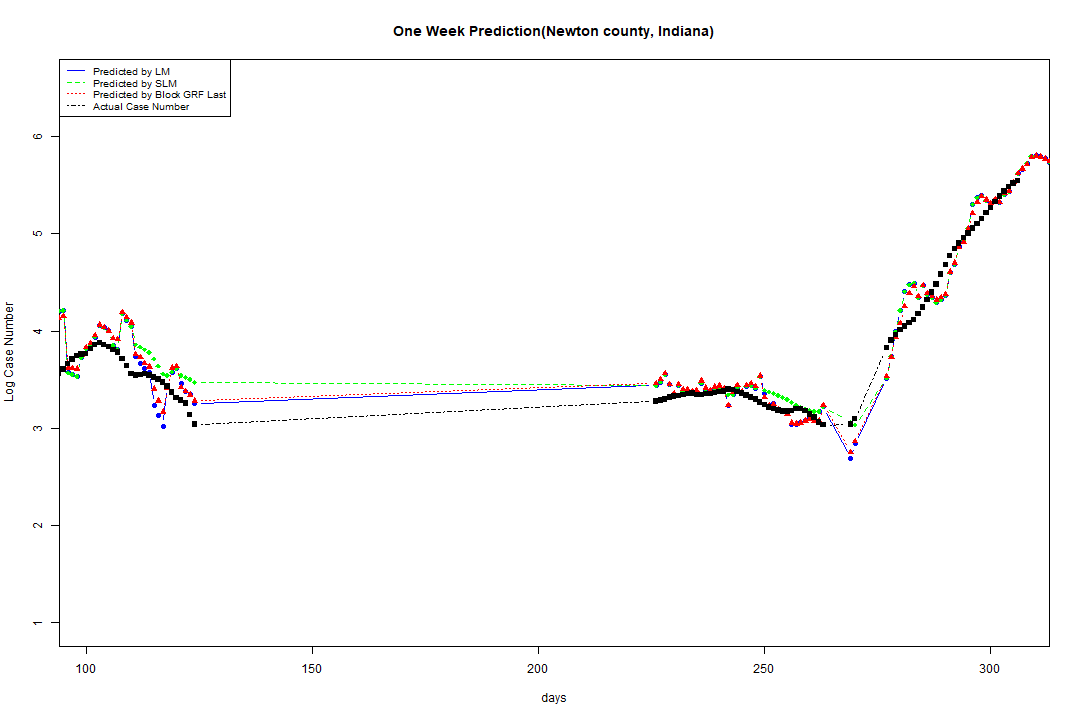 One Week Prediction(Newton county, Indiana)
Predicted by LM
Predicted by SLM
Predicted by Block GRF Last
Actual Case Number
Log Case Number
6
5
4
3
2
1
100 150 200 250 300
days